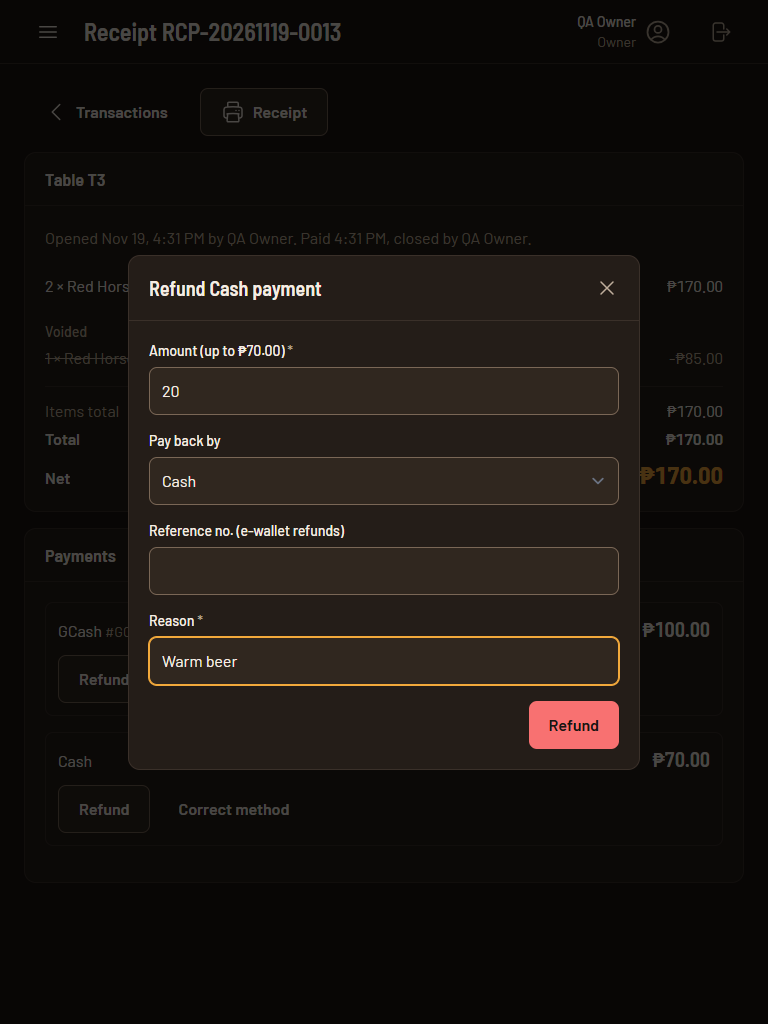 Receipt RCP-20261119-0013
QA Owner
Owner
Transactions
Receipt
Table T3
Opened Nov 19, 4:31 PM by QA Owner. Paid 4:31 PM, closed by QA Owner.
2 × Red Hors ₱170.00
Voided
1 × Red Hors -₱85.00
Items total ₱170.00
Total ₱170.00
Net ₱170.00
Payments
GCash #GC ₱100.00
Refund
Cash ₱70.00
Refund Correct method
Refund Cash payment
Amount (up to ₱70.00) *
20
Pay back by
Cash
Reference no. (e-wallet refunds)
Reason *
Warm beer
Refund